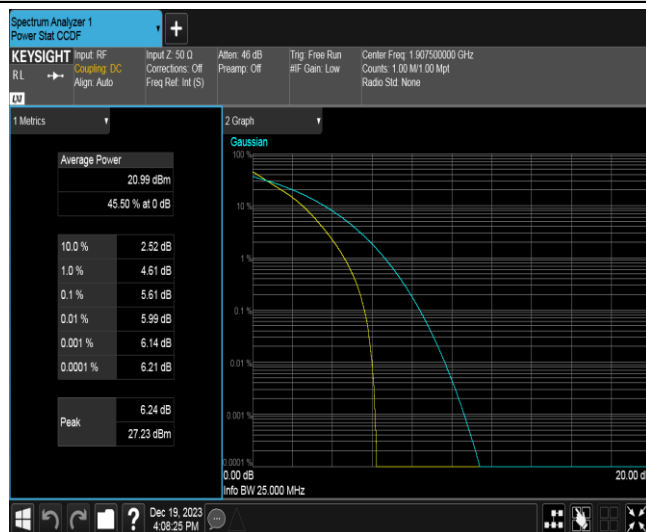 Spectrum Analyzer 1
Power Stat CCDF
KEYSIGHT
RL
LXI
Input: RF
Coupling: DC
Align: Auto
Input Z: 50 Ω
Corrections: Off
Freq Ref: Int (S)
Atten: 46 dB
Preamp: Off
Trig: Free Run
#IF Gain: Low
Center Freq: 1.907500000 GHz
Counts: 1.00 M/1.00 Mpt
Radio Std: None
1 Metrics
Average Power
20.99 dBm
45.50 % at 0 dB
10.0 % 2.52 dB
1.0 % 4.61 dB
0.1 % 5.61 dB
0.01 % 5.99 dB
0.001 % 6.14 dB
0.0001 % 6.21 dB
Peak
6.24 dB
27.23 dBm
2 Graph
Gaussian
100 %
10 %
1 %
0.1 %
0.01 %
0.001 %
0.0001 %
0.00 dB
20.00 d
Info BW 25.000 MHz
?
Dec 19, 2023
4:08:25 PM